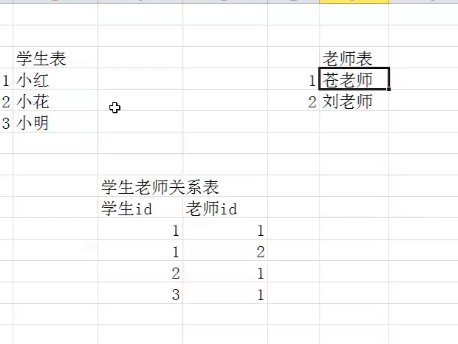 学生表 老师表
1 小红 1 苍老师
2 小花 2 刘老师
3 小明
学生老师关系表
学生id 老师id
1 1
1 2
2 1
3 1